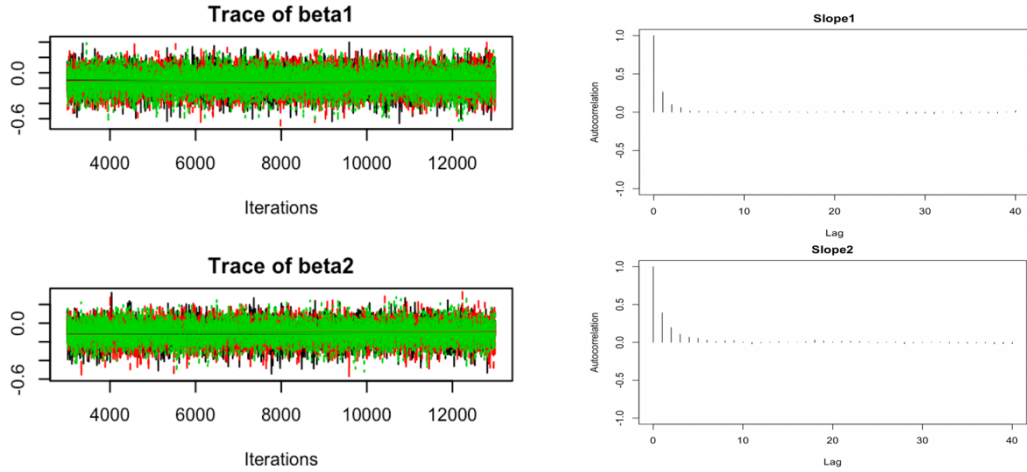 Trace of beta1
0.0
-0.6
4000 6000 8000 10000 12000
Iterations
Slope1
Autocorrelation
1.0
0.5
0.0
-0.5
-1.0
0 10 20 30 40
Lag
Trace of beta2
0.0
-0.6
4000 6000 8000 10000 12000
Iterations
Slope2
Autocorrelation
1.0
0.5
0.0
-0.5
-1.0
0 10 20 30 40
Lag